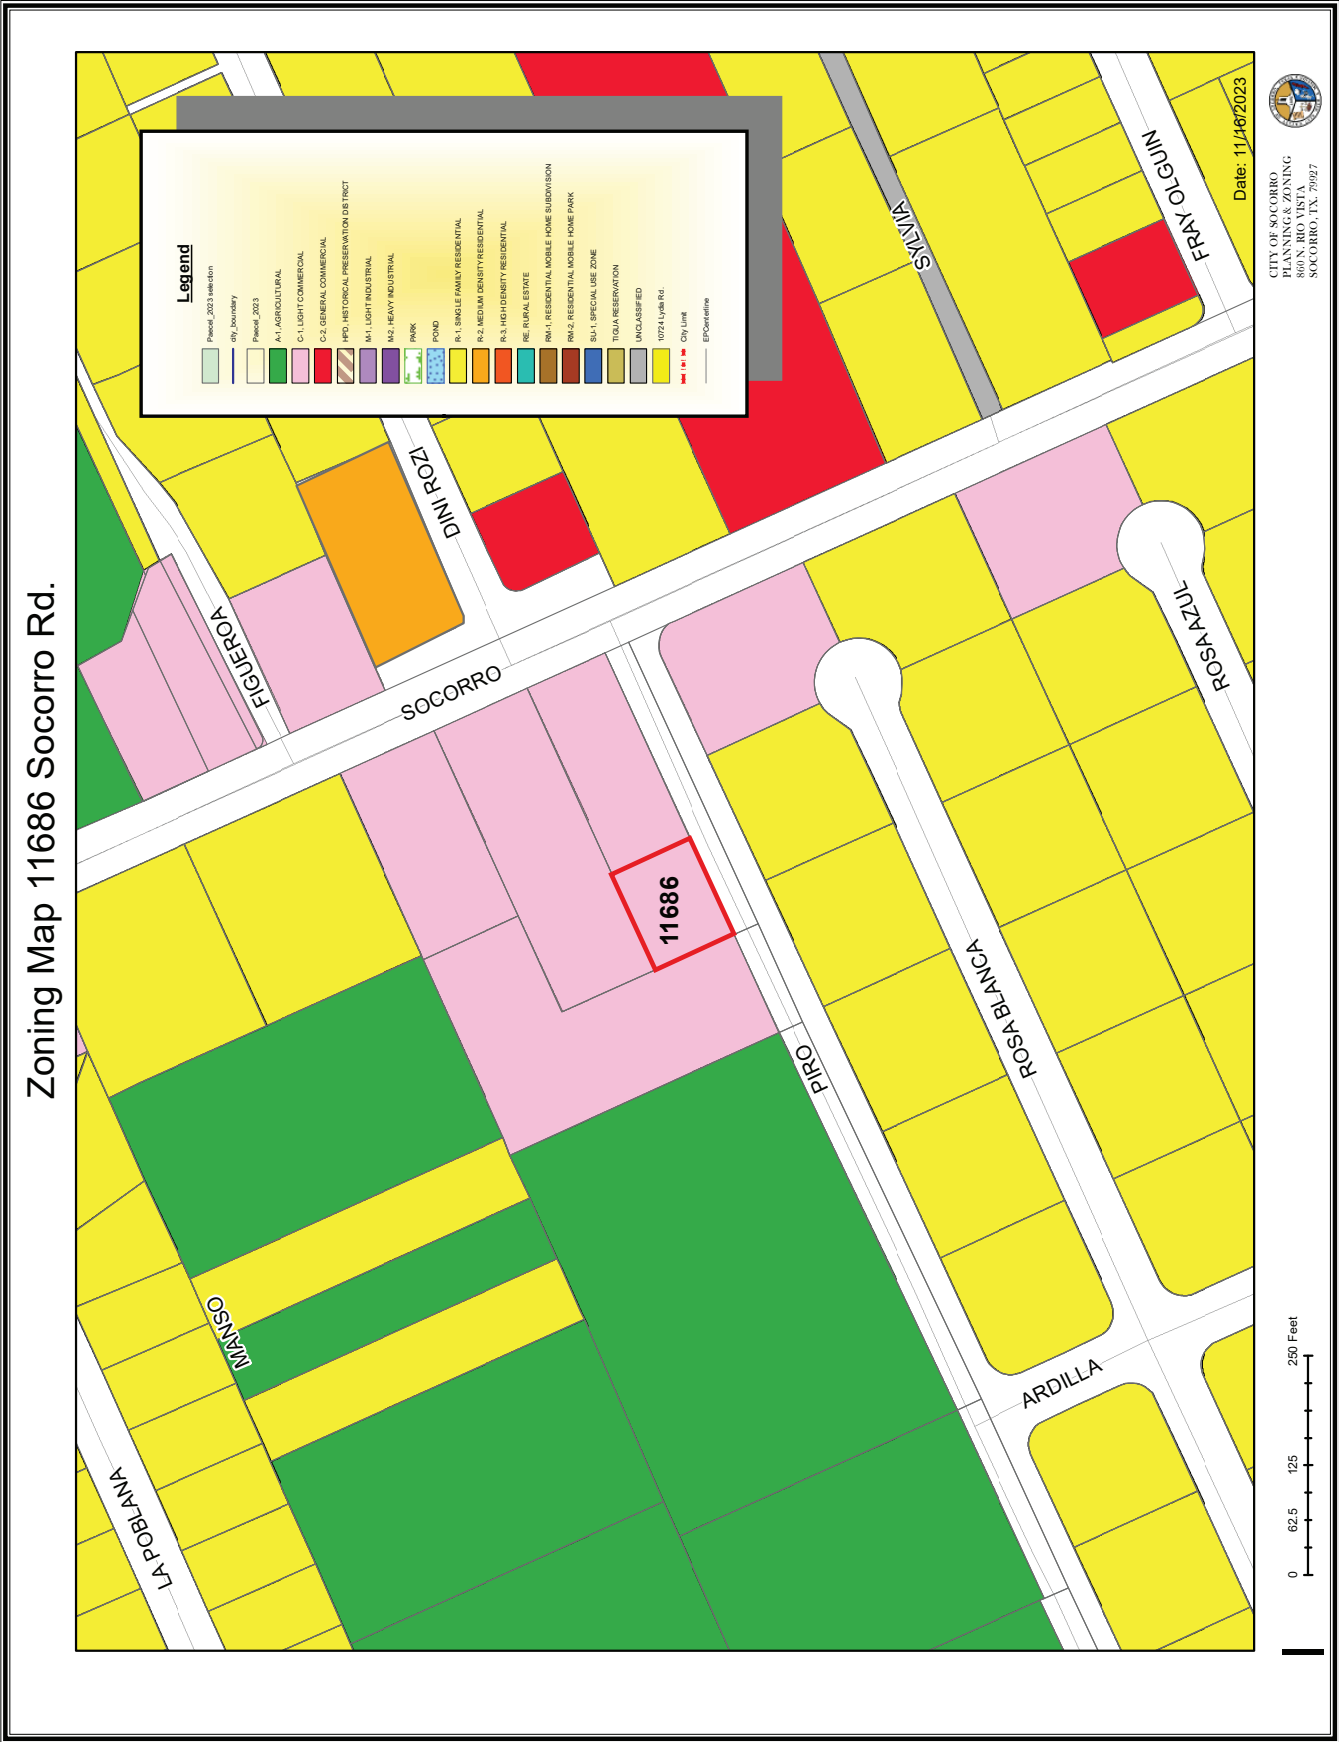 Zoning Map 11686 Socorro Rd.
Legend
Paecel_2023 selection
city_boundary
Paecel_2023
A-1, AGRICULTURAL
C-1, LIGHT COMMERCIAL
C-2, GENERAL COMMERCIAL
HPD, HISTORICAL PRESERVATION DISTRICT
M-1, LIGHT INDUSTRIAL
M-2, HEAVY INDUSTRIAL
PARK
POND
R-1, SINGLE FAMILY RESIDENTIAL
R-2, MEDIUM DENSITY RESIDENTIAL
R-3, HIGH DENSITY RESIDENTIAL
RE, RURAL ESTATE
RM-1, RESIDENTIAL MOBILE HOME SUBDIVISION
RM-2, RESIDENTIAL MOBILE HOME PARK
SU-1, SPECIAL USE ZONE
TIGUA RESERVATION
UNCLASSIFIED
10724 Lydia Rd.
City Limit
EPCenterline
LA POBLANA
MANSO
FIGUEROA
SOCORRO
DINI ROZI
11686
PIRO
ROSA BLANCA
ARDILLA
ROSA AZUL
SYLVIA
FRAY OLGUIN
Date: 11/16/2023
CITY OF SOCORRO
PLANNING & ZONING
860 N. RIO VISTA
SOCORRO, TX. 79927
0 62.5 125 250 Feet